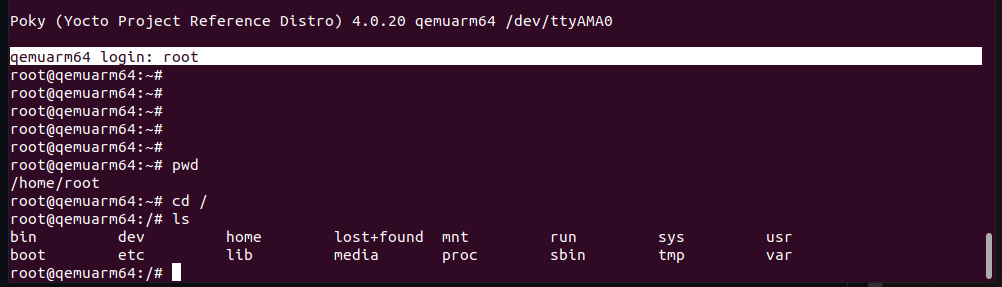 Poky (Yocto Project Reference Distro) 4.0.20 qemuarm64 /dev/ttyAMA0
qemuarm64 login: root
root@qemuarm64:~#
root@qemuarm64:~#
root@qemuarm64:~#
root@qemuarm64:~#
root@qemuarm64:~#
root@qemuarm64:~# pwd
/home/root
root@qemuarm64:~# cd /
root@qemuarm64:/# ls
bin dev home lost+found mnt run sys usr
boot etc lib media proc sbin tmp var
root@qemuarm64:/#